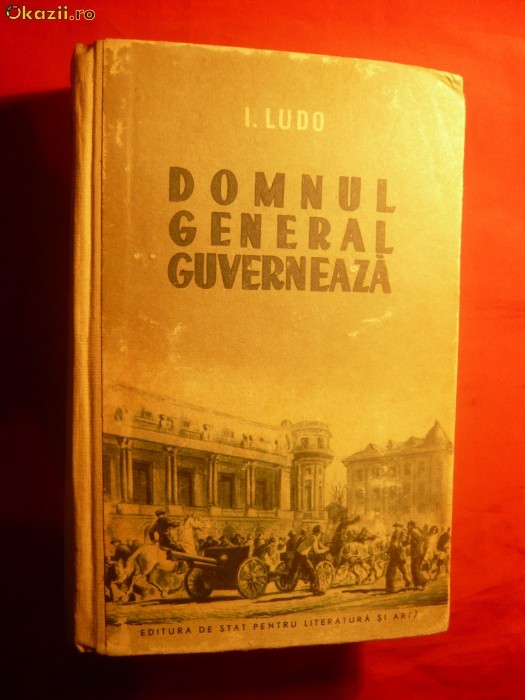 Okazii.ro
I. LUDO
DOMNUL
GENERAL
GUVERNEAZĂ
EDITURA DE STAT PENTRU LITERATURĂ ȘI ARTĂ